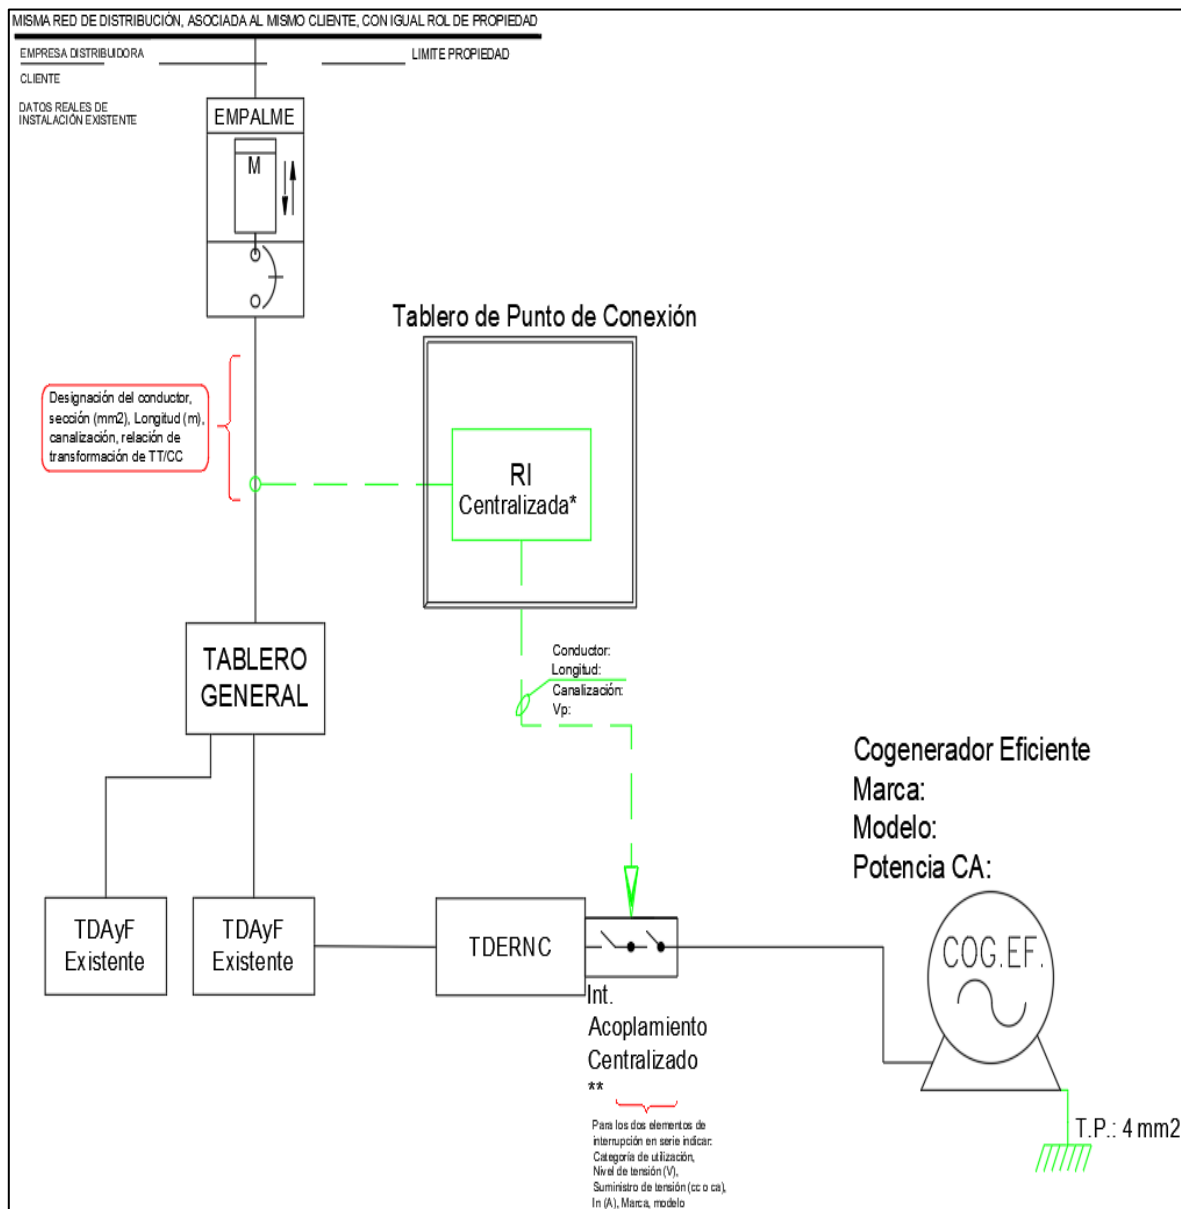 MISMA RED DE DISTRIBUCIÓN, ASOCIADA AL MISMO CLIENTE, CON IGUAL ROL DE PROPIEDAD
EMPRESA DISTRIBUIDORA
LIMITE PROPIEDAD
CLIENTE
DATOS REALES DE
INSTALACIÓN EXISTENTE
EMPALME
M
Tablero de Punto de Conexión
Designación del conductor,
sección (mm2), Longitud (m),
canalización, relación de
transformación de TT/CC
RI
Centralizada*
TABLERO
GENERAL
Conductor:
Longitud:
Canalización:
Vp:
Cogenerador Eficiente
Marca:
Modelo:
Potencia CA:
TDAyF
Existente
TDAyF
Existente
TDERNC
COG.EF.
Int.
Acoplamiento
Centralizado
**
Para los dos elementos de
interrupción en serie indicar:
Categoría de utilización,
Nivel de tensión (V),
Suministro de tensión (cc o ca),
In (A), Marca, modelo
T.P.: 4 mm2